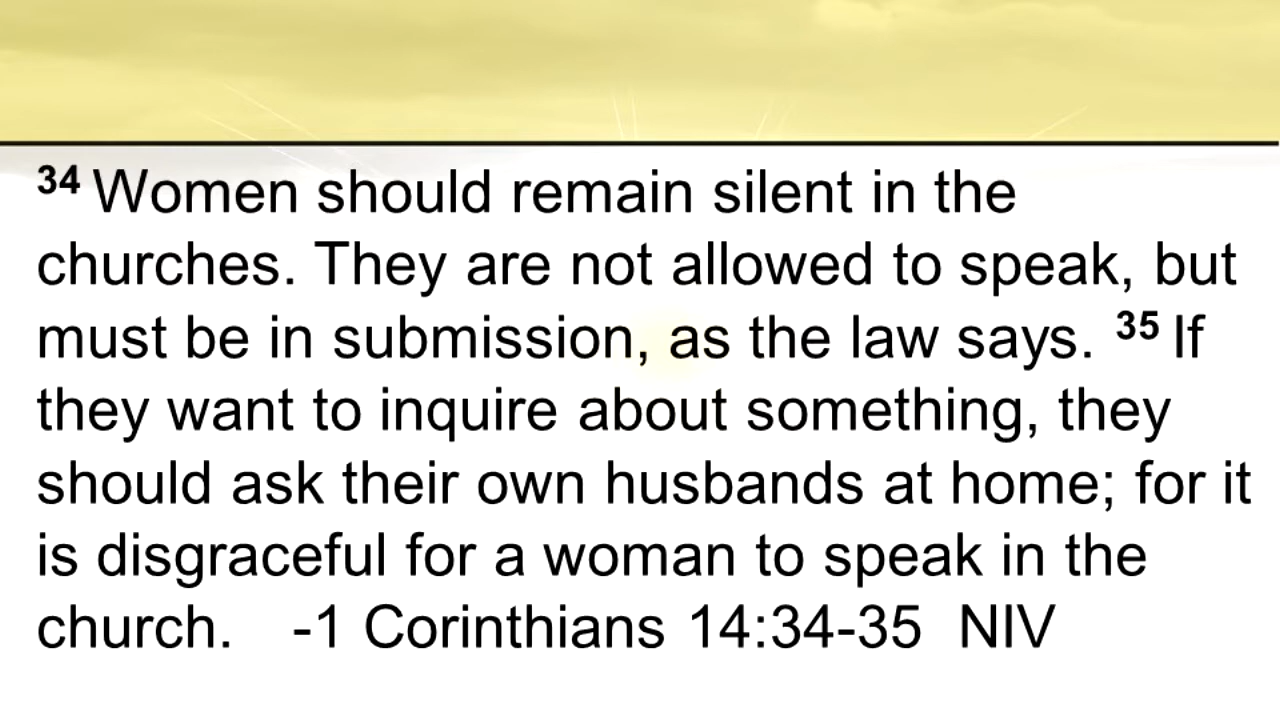 34 Women should remain silent in the
churches. They are not allowed to speak, but
must be in submission, as the law says. 35 If
they want to inquire about something, they
should ask their own husbands at home; for it
is disgraceful for a woman to speak in the
church. -1 Corinthians 14:34-35 NIV